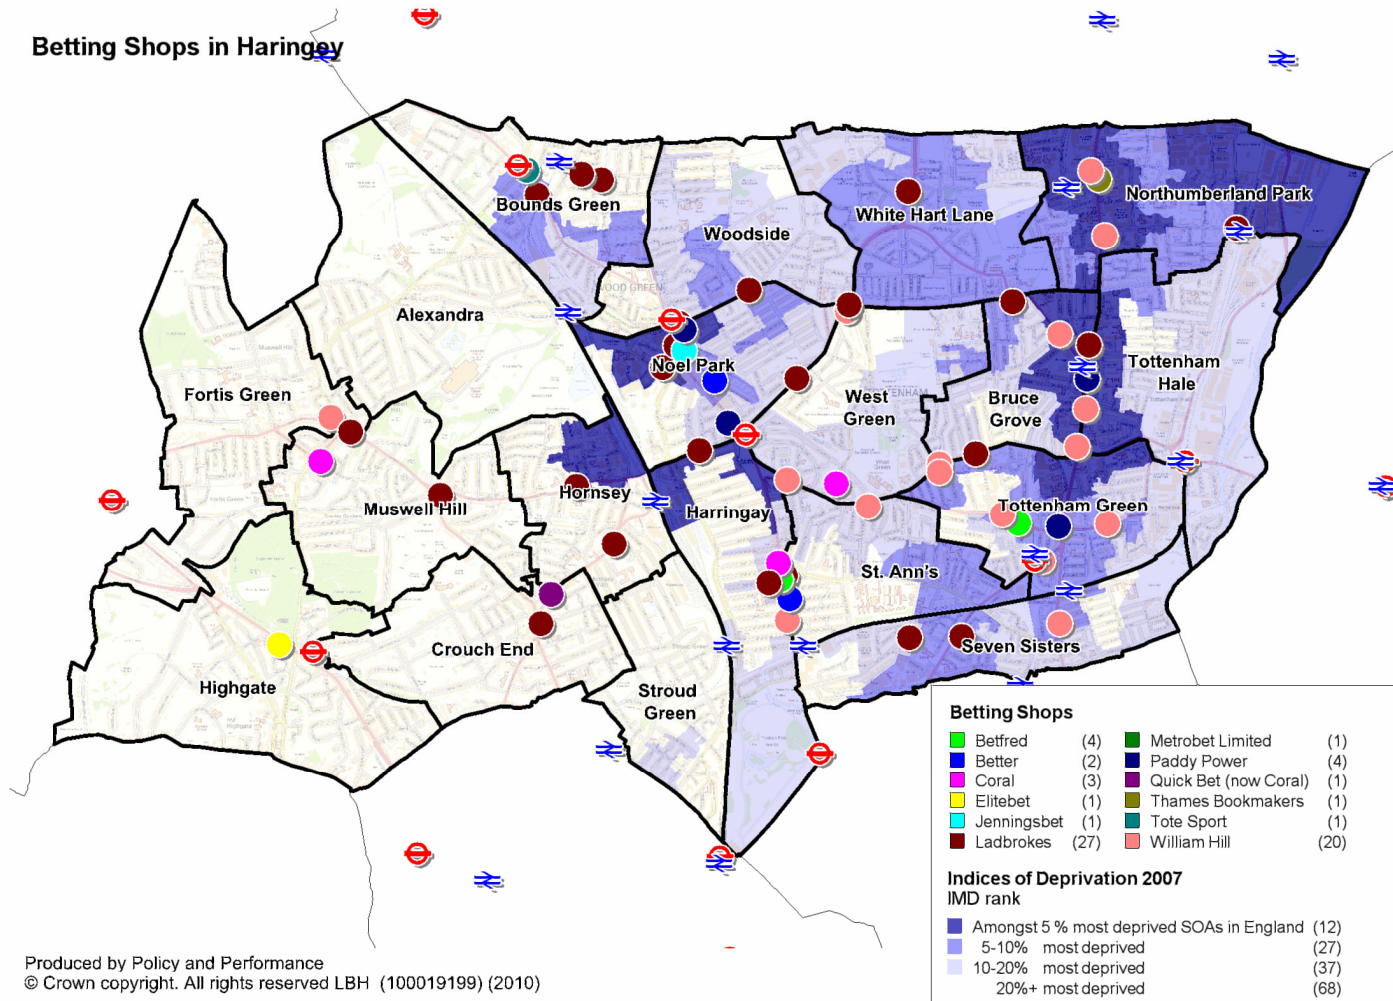 Betting Shops in Haringey
Bounds Green
White Hart Lane
Northumberland Park
Woodside
WOOD GREEN
Alexandra
Muswell Hill
Noel Park
Tottenham
Hale
Fortis Green
West
Green
TENHAM
Bruce
Grove
Hornsey
Muswell Hill
Harringay
Tottenham Green
St. Ann's
Crouch End
Seven Sisters
Highgate
Stroud
Green
Betting Shops
Betfred (4) Metrobet Limited (1)
Better (2) Paddy Power (4)
Coral (3) Quick Bet (now Coral) (1)
Elitebet (1) Thames Bookmakers (1)
Jenningsbet (1) Tote Sport (1)
Ladbrokes (27) William Hill (20)
Indices of Deprivation 2007
IMD rank
Amongst 5 % most deprived SOAs in England (12)
5-10% most deprived (27)
10-20% most deprived (37)
20%+ most deprived (68)
Produced by Policy and Performance
© Crown copyright. All rights reserved LBH (100019199) (2010)